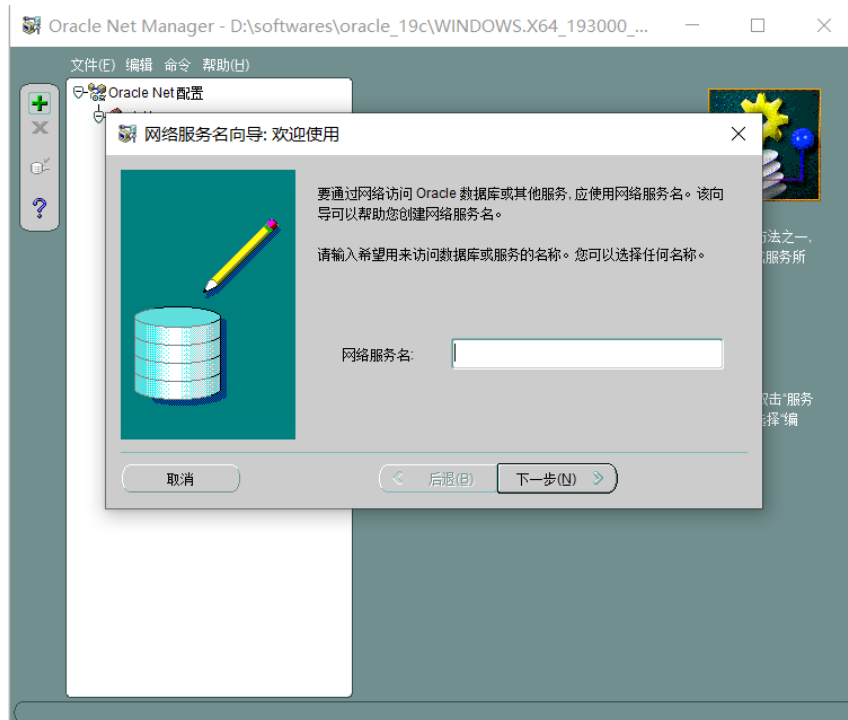 Oracle Net Manager - D:\softwares\oracle_19c\WINDOWS.X64_193000_...
文件(F) 编辑 命令 帮助(H)
Oracle Net 配置
网络服务名向导: 欢迎使用
要通过网络访问 Oracle 数据库或其他服务, 应使用网络服务名。该向
导可以帮助您创建网络服务名。
请输入希望用来访问数据库或服务的名称。您可以选择任何名称。
方法之一,
服务所
网络服务名:
双击“服务
选择“编
取消
后退(B)
下一步(N)